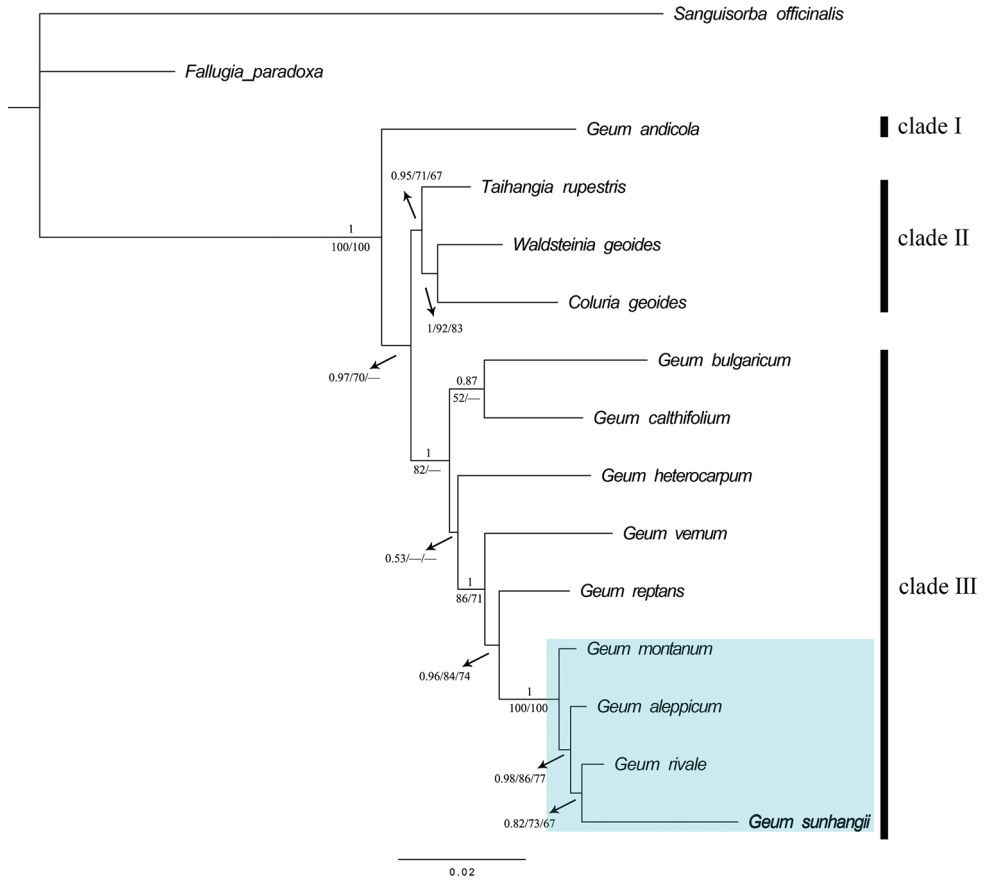 Sanguisorba officinalis
Fallugia_paradoxa
Geum andicola
clade I
0.95/71/67
Taihangia rupestris
1
100/100
Waldsteinia geoides
clade II
Coluria geoides
1/92/83
Geum bulgaricum
0.97/70/—
0.87
52/—
Geum calthifolium
1
82/—
Geum heterocarpum
Geum vernum
0.53/—/—
1
86/71
Geum reptans
clade III
Geum montanum
0.96/84/74
1
100/100
Geum aleppicum
Geum rivale
0.98/86/77
0.82/73/67
Geum sunhangii
0.02